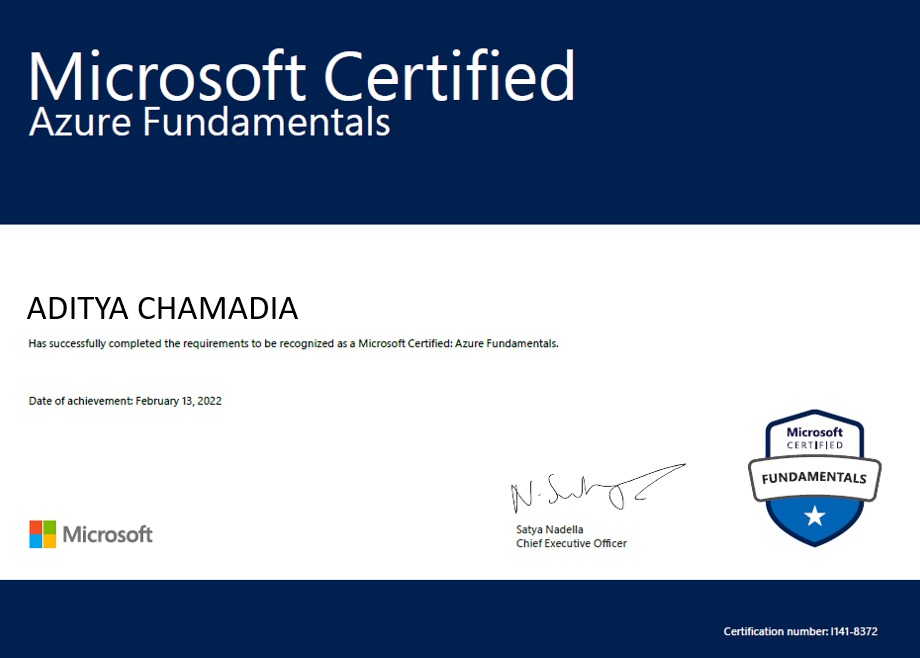 Microsoft Certified
Azure Fundamentals
ADITYA CHAMADIA
Has successfully completed the requirements to be recognized as a Microsoft Certified: Azure Fundamentals.
Date of achievement: February 13, 2022
Microsoft
CERTIFIED
FUNDAMENTALS
N. Satya
Satya Nadella
Chief Executive Officer
Microsoft
Certification number: I141-8372